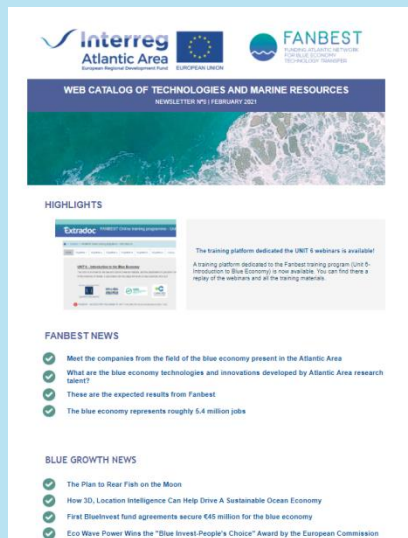 Interreg
Atlantic Area
European Regional Development Fund
EUROPEAN UNION
FANBEST
FUNDING ATLANTIC NETWORK
FOR BLUE ECONOMY
TECHNOLOGY TRANSFER
WEB CATALOG OF TECHNOLOGIES AND MARINE RESOURCES
NEWSLETTER Nº5 | FEBRUARY 2021
HIGHLIGHTS
Extradoc
FANBEST Online training programme
The training platform dedicated the UNIT 6 webinars is available!
A training platform dedicated to the Fanbest training program (Unit 6-
Introduction to Blue Economy) is now available. You can find there a
replay of the webinars and all the training materials.
FANBEST NEWS
Meet the companies from the field of the blue economy present in the Atlantic Area
What are the blue economy technologies and innovations developed by Atlantic Area research
talent?
These are the expected results from Fanbest
The blue economy represents roughly 5.4 million jobs
BLUE GROWTH NEWS
The Plan to Rear Fish on the Moon
How 3D, Location Intelligence Can Help Drive A Sustainable Ocean Economy
First BlueInvest fund agreements secure €45 million for the blue economy
Eco Wave Power Wins the "Blue Invest-People's Choice" Award by the European Commission